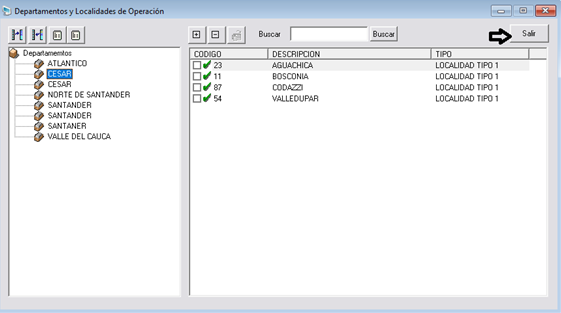 Departamentos y Localidades de Operación
Buscar
Buscar
Salir
Departamemtos
ATLANTICO
CESAR
CESAR
NORTE DE SANTANDER
SANTANDER
SANTANDER
SANTANER
VALLE DEL CAUCA
CODIGO DESCRIPCION TIPO
23 AGUACHICA LOCALIDAD TIPO 1
11 BOSCONIA LOCALIDAD TIPO 1
87 CODAZZI LOCALIDAD TIPO 1
54 VALLEDUPAR LOCALIDAD TIPO 1